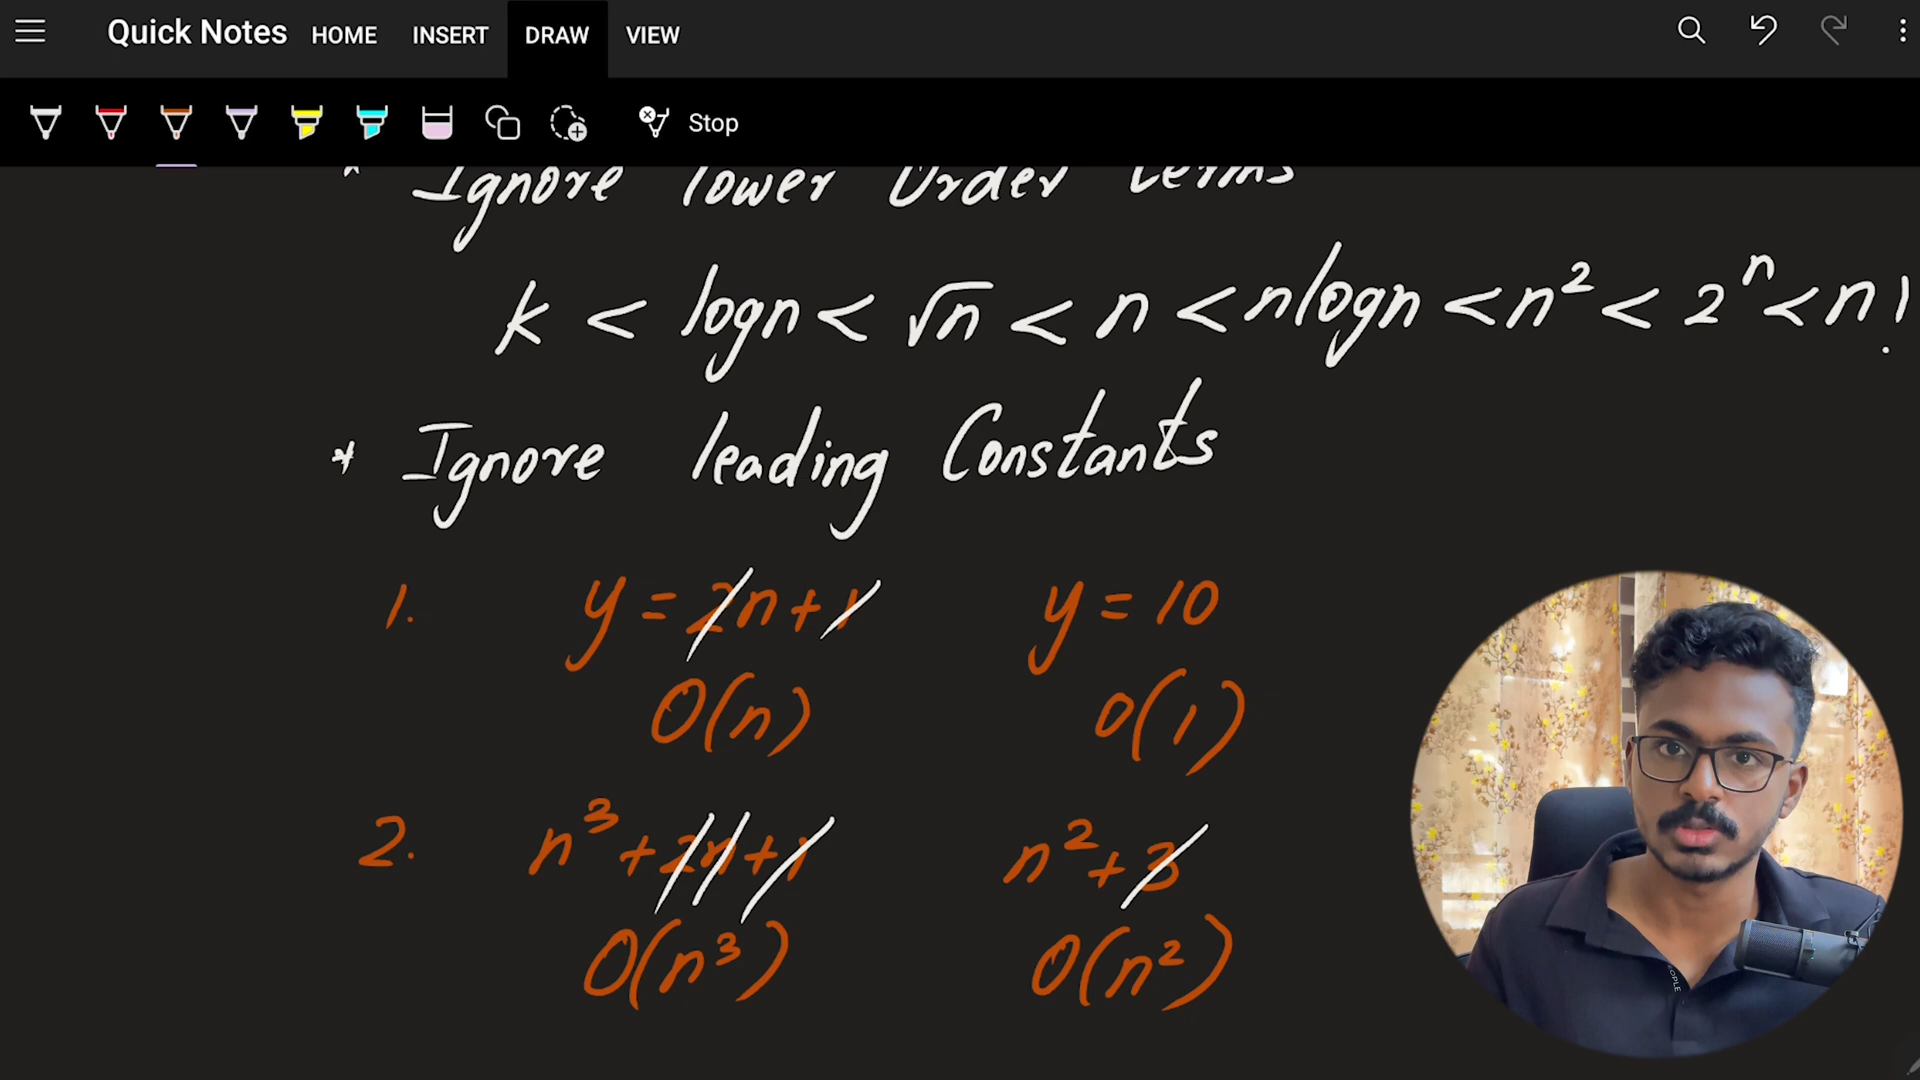 Quick Notes HOME INSERT DRAW VIEW
Stop
* Ignore lower Order terms
k < logn < √n < n < nlogn < n² < 2ⁿ < n!
* Ignore leading Constants
1. y = 2n + 1 y = 10
O(n) O(1)
2. n³ + 2n + 1 n² + 3
O(n³) O(n²)